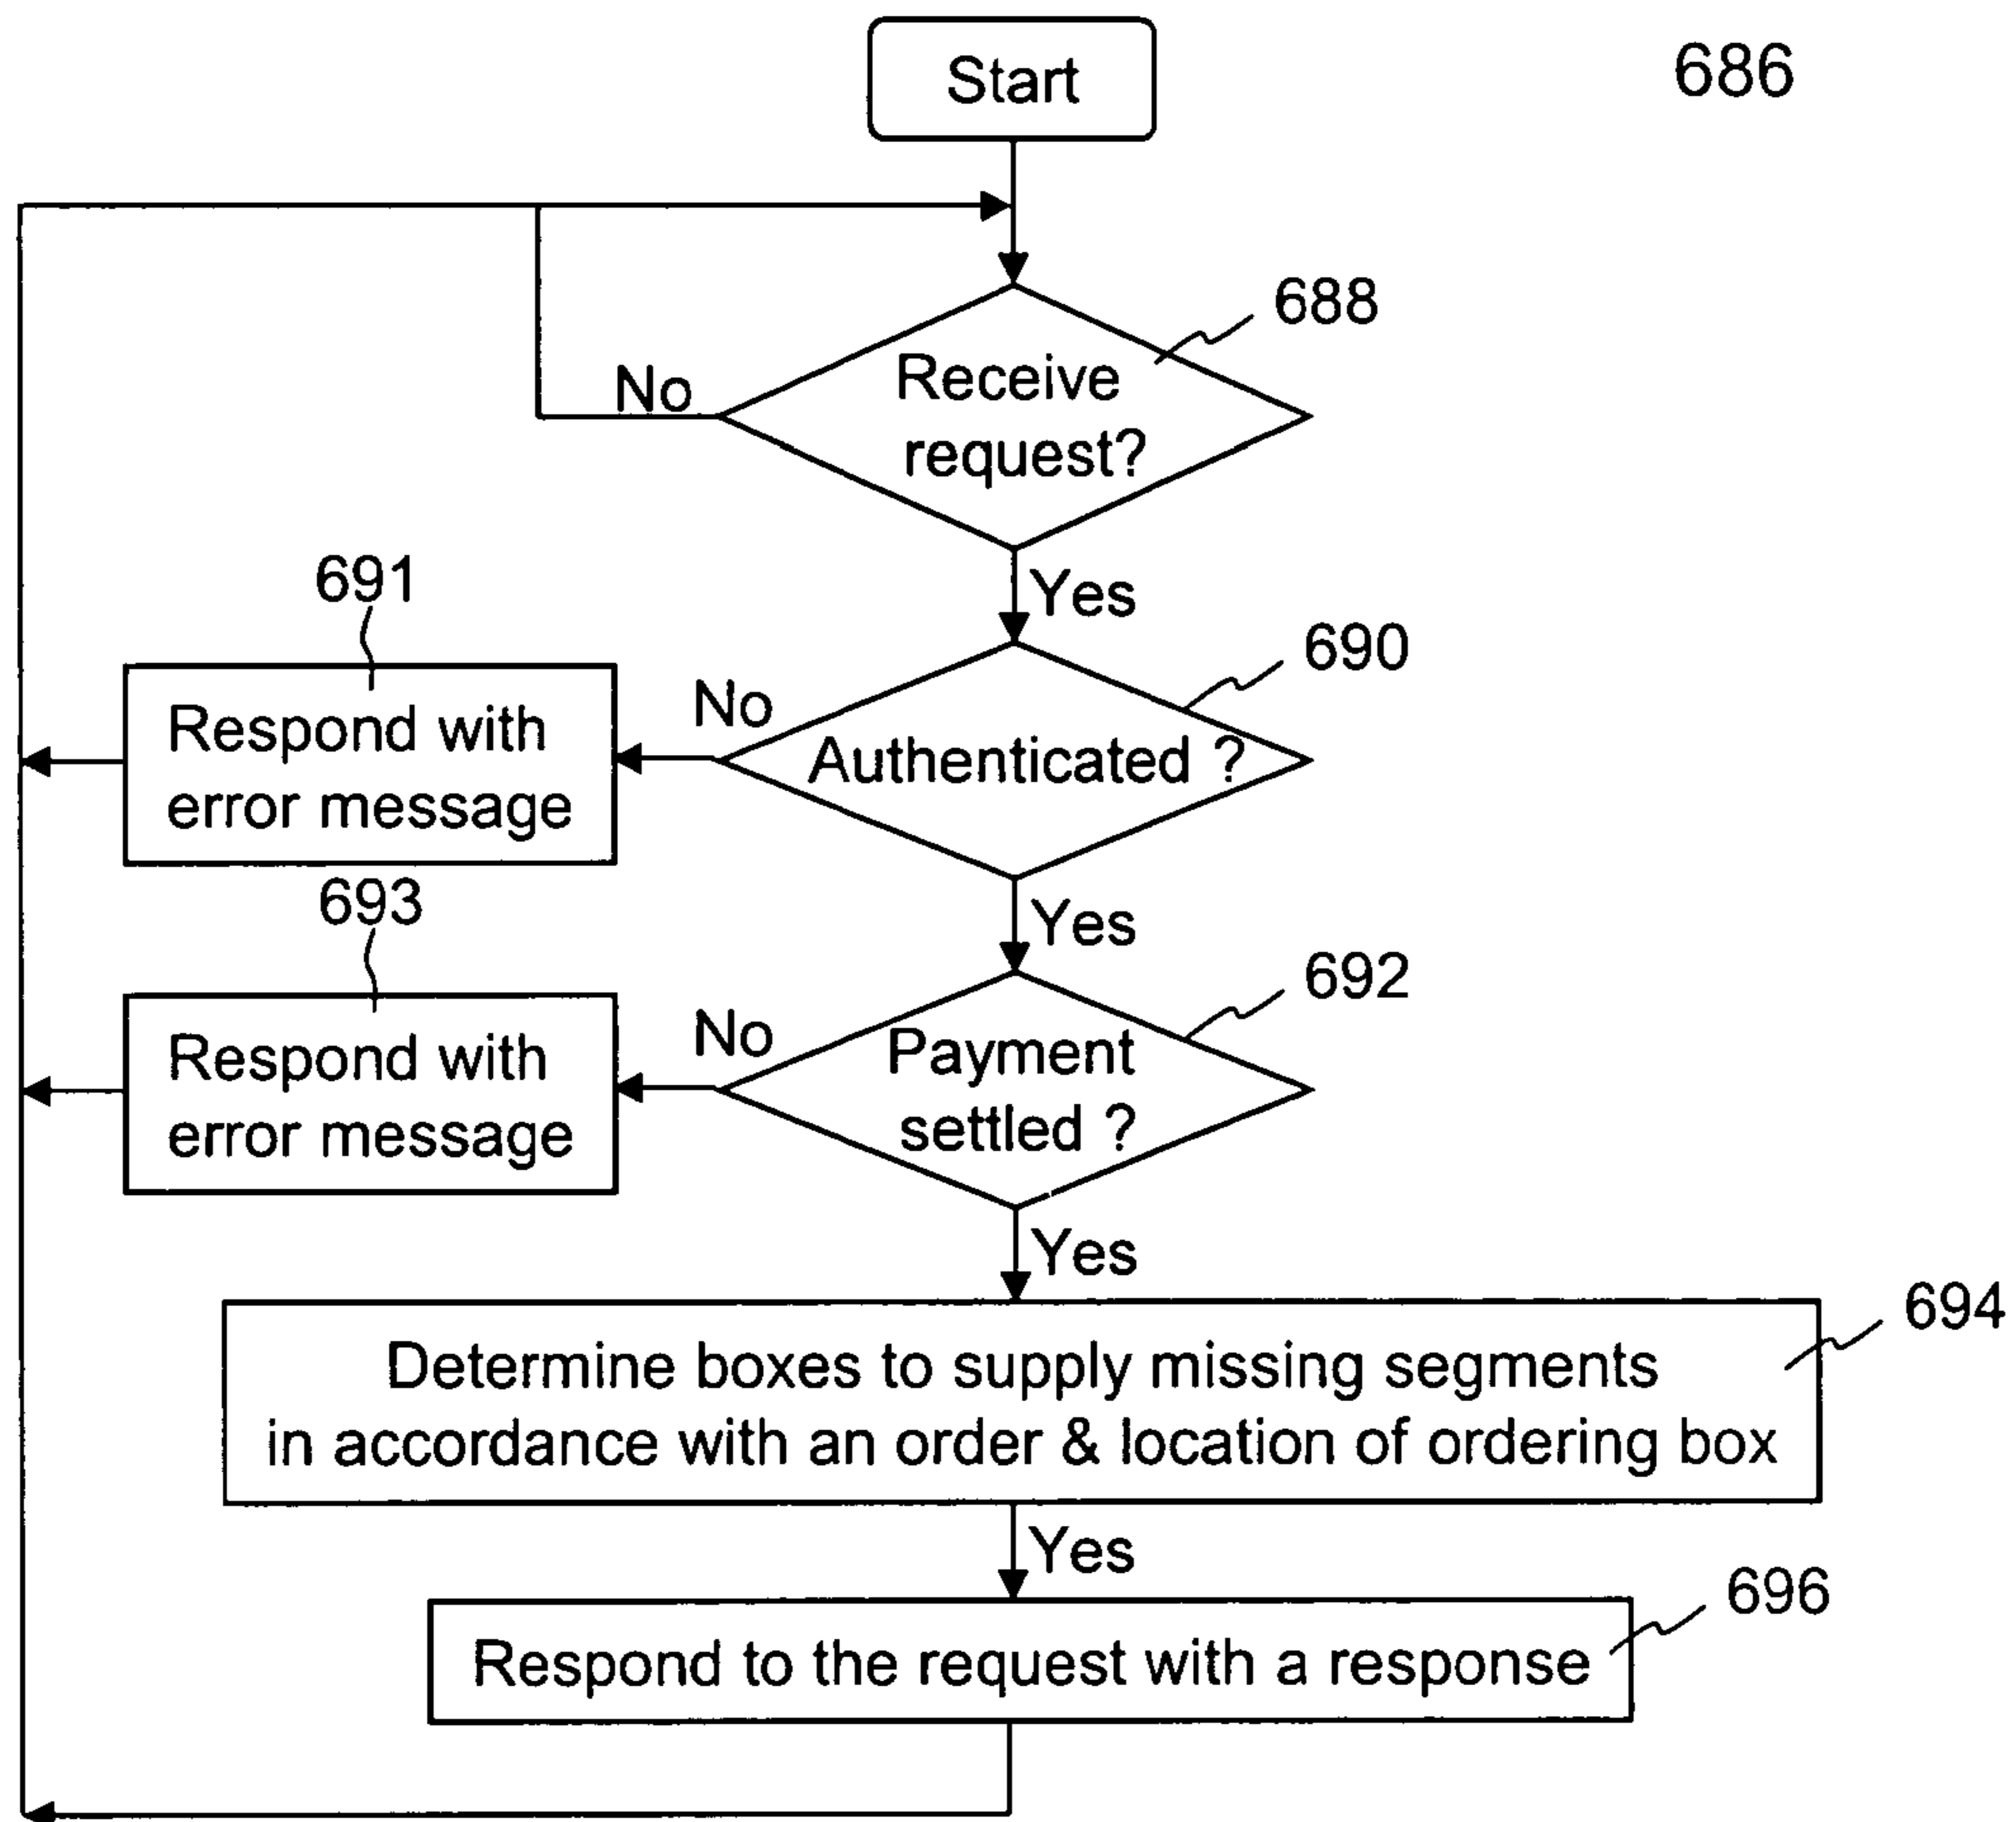 Start
686
688
Receive
request?
No
Yes
691
690
Respond with
error message
No
Authenticated ?
Yes
693
692
Respond with
error message
No
Payment
settled ?
Yes
694
Determine boxes to supply missing segments
in accordance with an order & location of ordering box
Yes
696
Respond to the request with a response